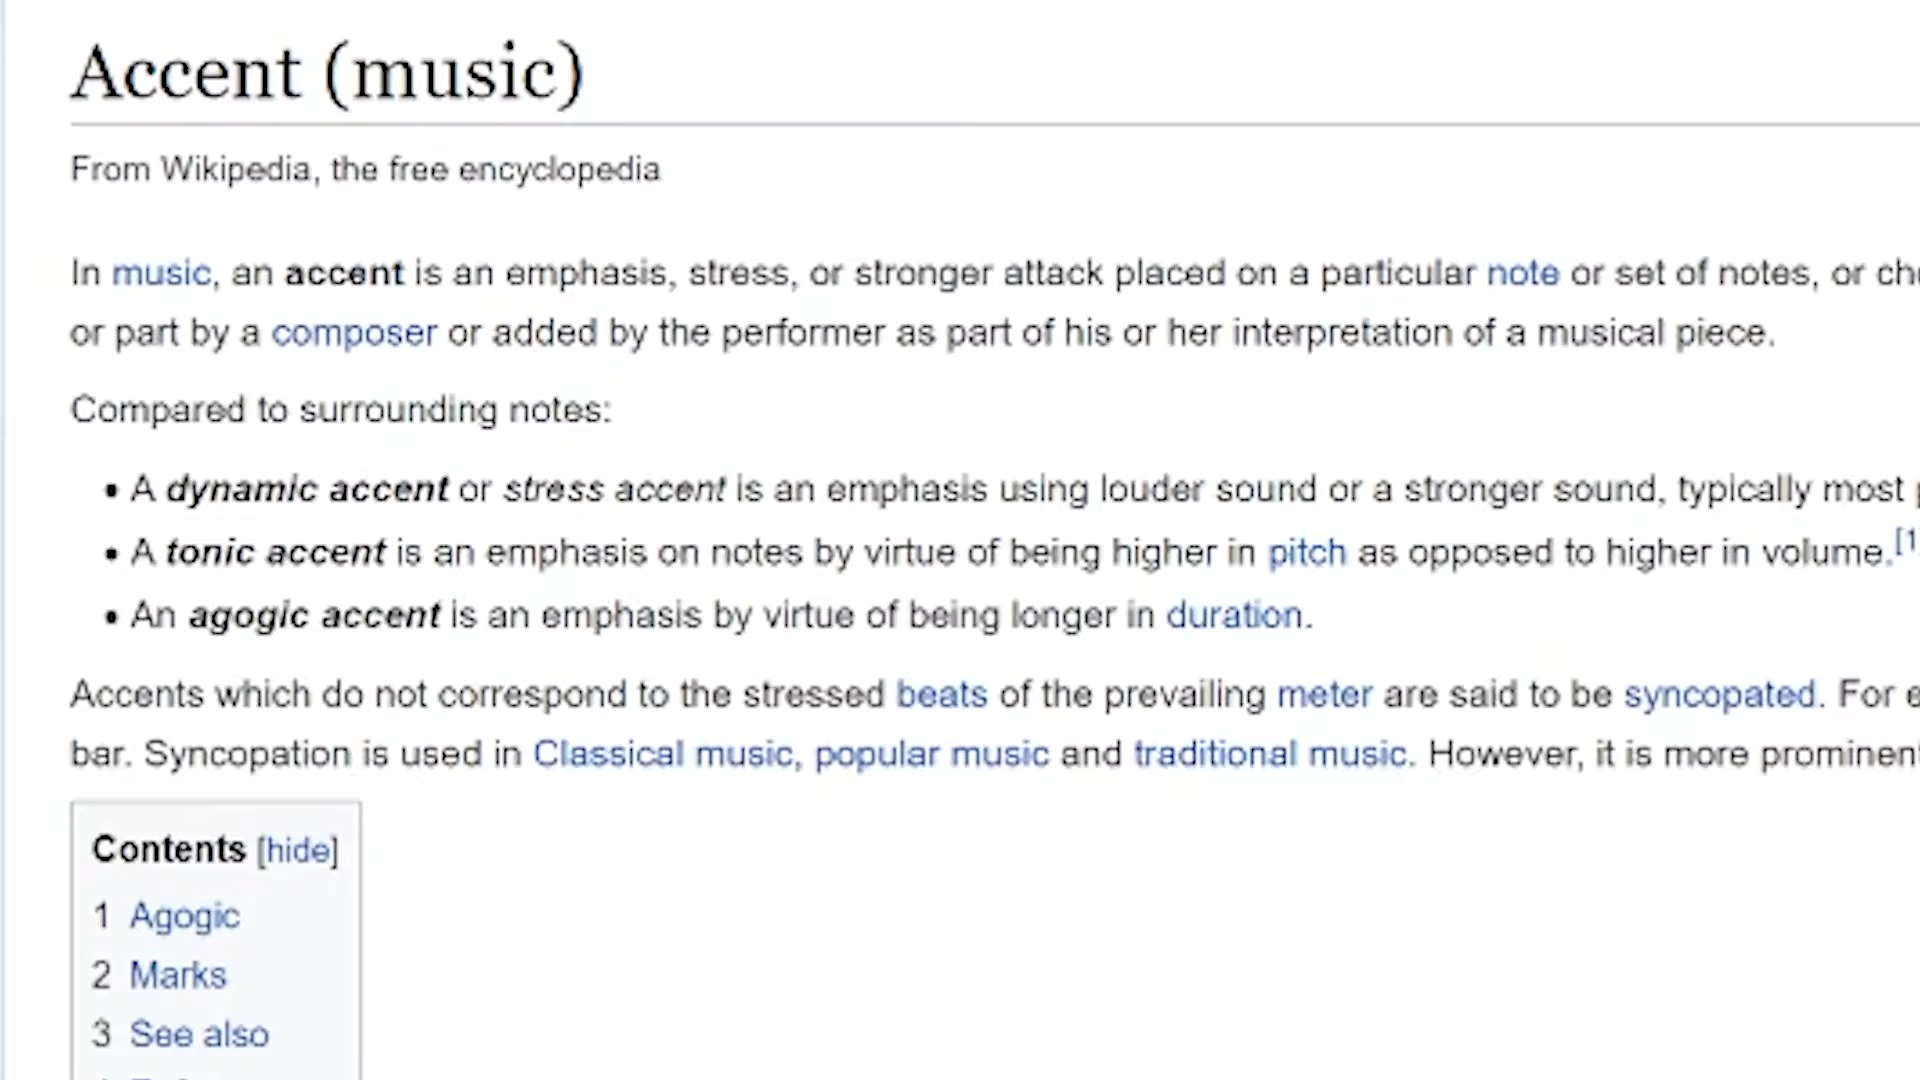 Accent (music)
From Wikipedia, the free encyclopedia
In music, an accent is an emphasis, stress, or stronger attack placed on a particular note or set of notes, or
or part by a composer or added by the performer as part of his or her interpretation of a musical piece.
Compared to surrounding notes:
• A dynamic accent or stress accent is an emphasis using louder sound or a stronger sound, typically most
• A tonic accent is an emphasis on notes by virtue of being higher in pitch as opposed to higher in volume.[1
• An agogic accent is an emphasis by virtue of being longer in duration.
Accents which do not correspond to the stressed beats of the prevailing meter are said to be syncopated. For
bar. Syncopation is used in Classical music, popular music and traditional music. However, it is more prominent
Contents [hide]
1 Agogic
2 Marks
3 See also